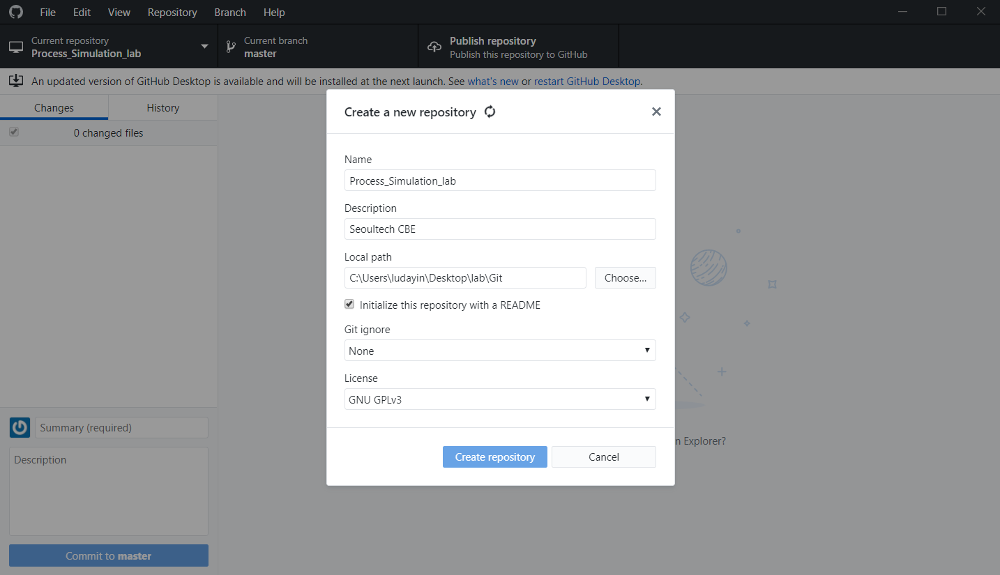 File Edit View Repository Branch Help
Current repository
Process_Simulation_lab
Current branch
master
Publish repository
Publish this repository to GitHub
An updated version of GitHub Desktop is available and will be installed at the next launch. See what's new or restart GitHub Desktop.
Changes
History
0 changed files
Create a new repository
Name
Process_Simulation_lab
Description
Seoultech CBE
Local path
C:\Users\ludayin\Desktop\lab\Git
Choose...
Initialize this repository with a README
Git ignore
None
License
GNU GPLv3
Create repository
Cancel
n Explorer?
Summary (required)
Description
Commit to master